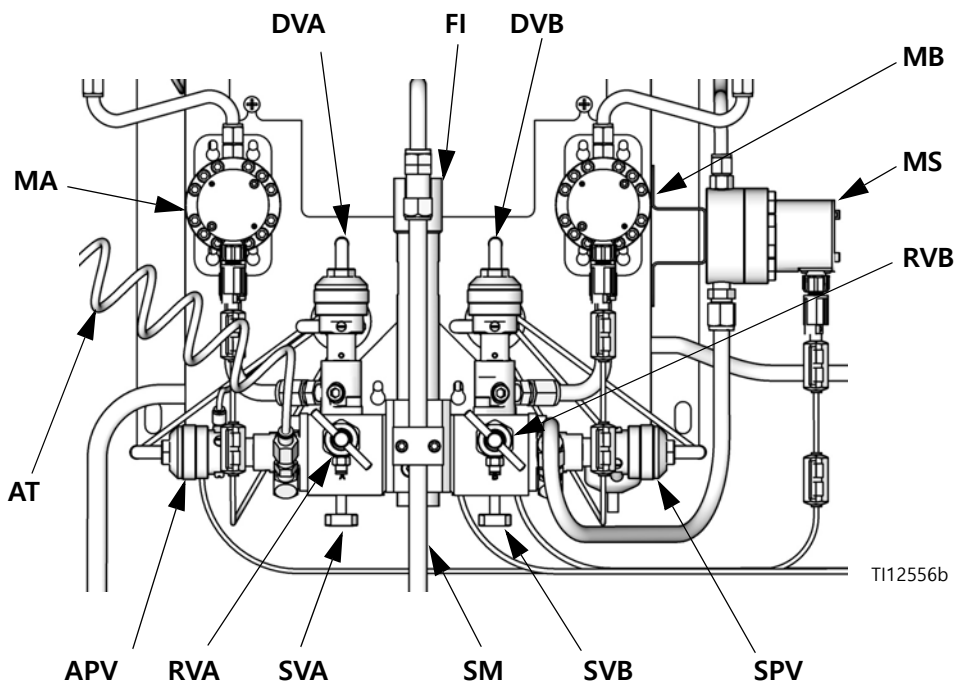 DVA FI DVB
MB
MA
MS
RVB
AT
TI12556b
APV RVA SVA SM SVB SPV